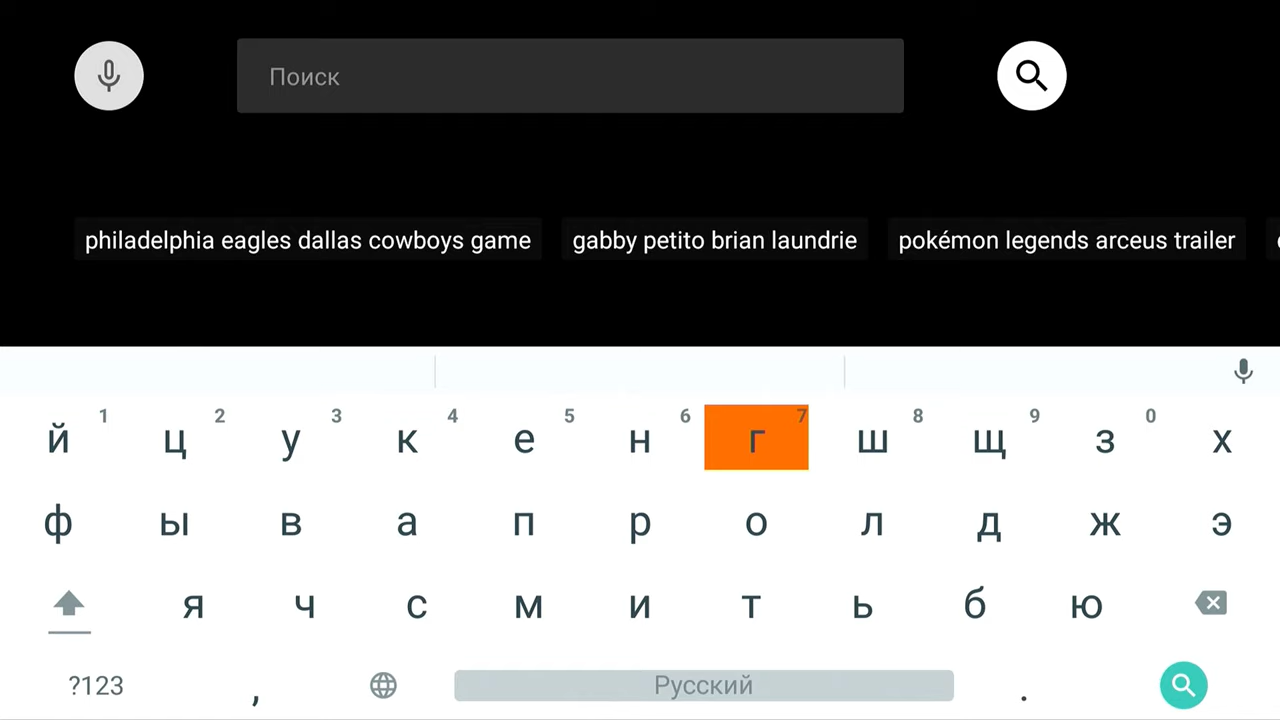 Поиск
philadelphia eagles dallas cowboys game gabby petito brian laundrie pokémon legends arceus trailer
й 1 ц 2 у 3 к 4 е 5 н 6 г 7 ш 8 щ 9 з 0 х
ф ы в а п р о л д ж э
я ч с м и т ь б ю
?123 , Русский .